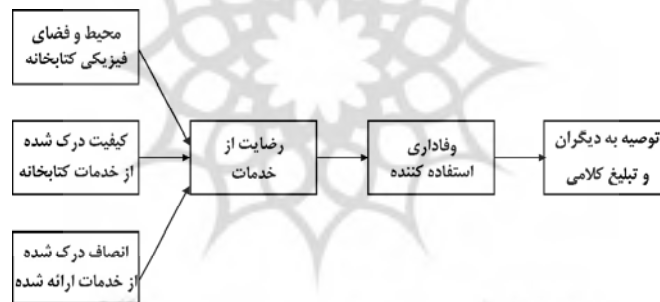 محیط و فضای
فیزیکی کتابخانه
کیفیت درک شده
از خدمات کتابخانه
انصاف درک شده
از خدمات ارائه شده
رضایت از
خدمات
وفاداری
استفاده کننده
توصیه به دیگران
و تبلیغ کلامی